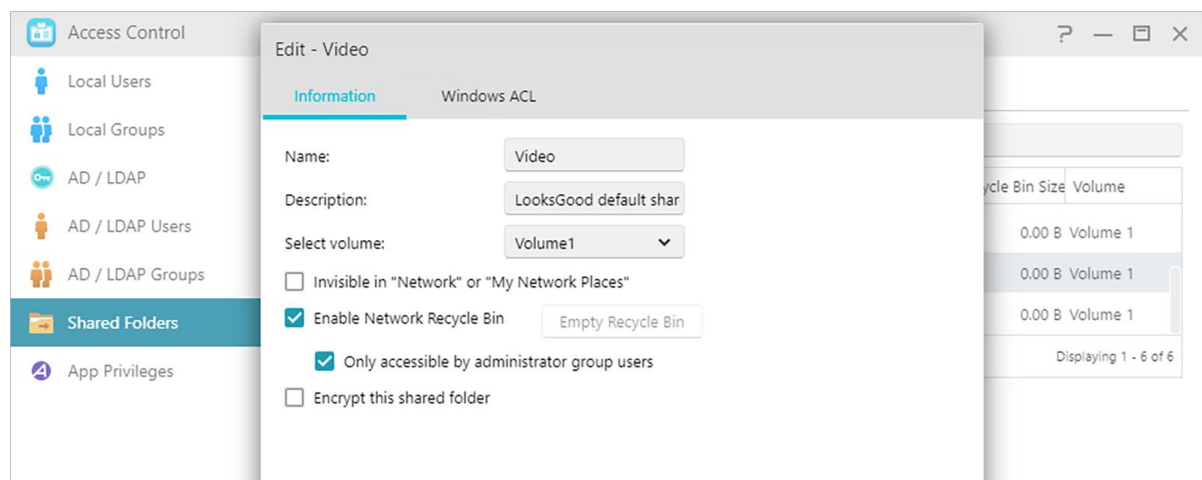 Access Control
Local Users
Local Groups
AD / LDAP
AD / LDAP Users
AD / LDAP Groups
Shared Folders
App Privileges
Edit - Video
Information Windows ACL
Name: Video
Description: LooksGood default shar
Select volume: Volume1
Invisible in "Network" or "My Network Places"
Enable Network Recycle Bin Empty Recycle Bin
Only accessible by administrator group users
Encrypt this shared folder
ycle Bin Size Volume
0.00 B Volume 1
0.00 B Volume 1
0.00 B Volume 1
Displaying 1 - 6 of 6